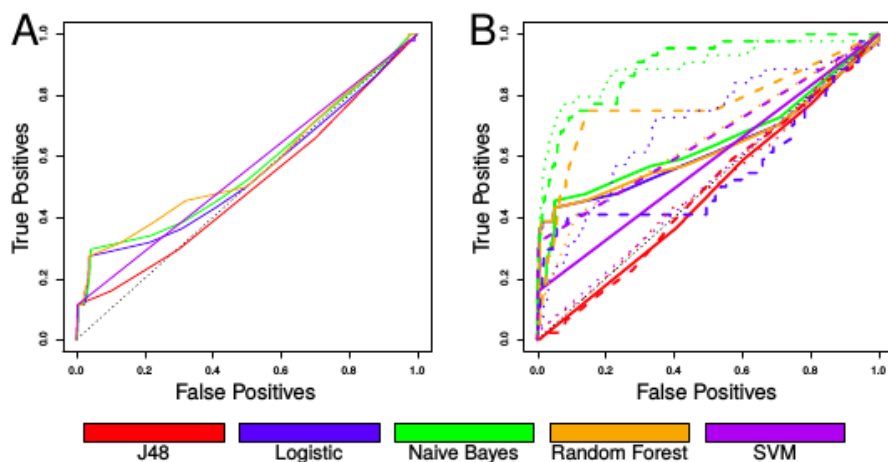 A B
True Positives
1.0
0.8
0.6
0.4
0.2
0.0
0.0 0.2 0.4 0.6 0.8 1.0
False Positives
True Positives
1.0
0.8
0.6
0.4
0.2
0.0
0.0 0.2 0.4 0.6 0.8 1.0
False Positives
J48 Logistic Naive Bayes Random Forest SVM